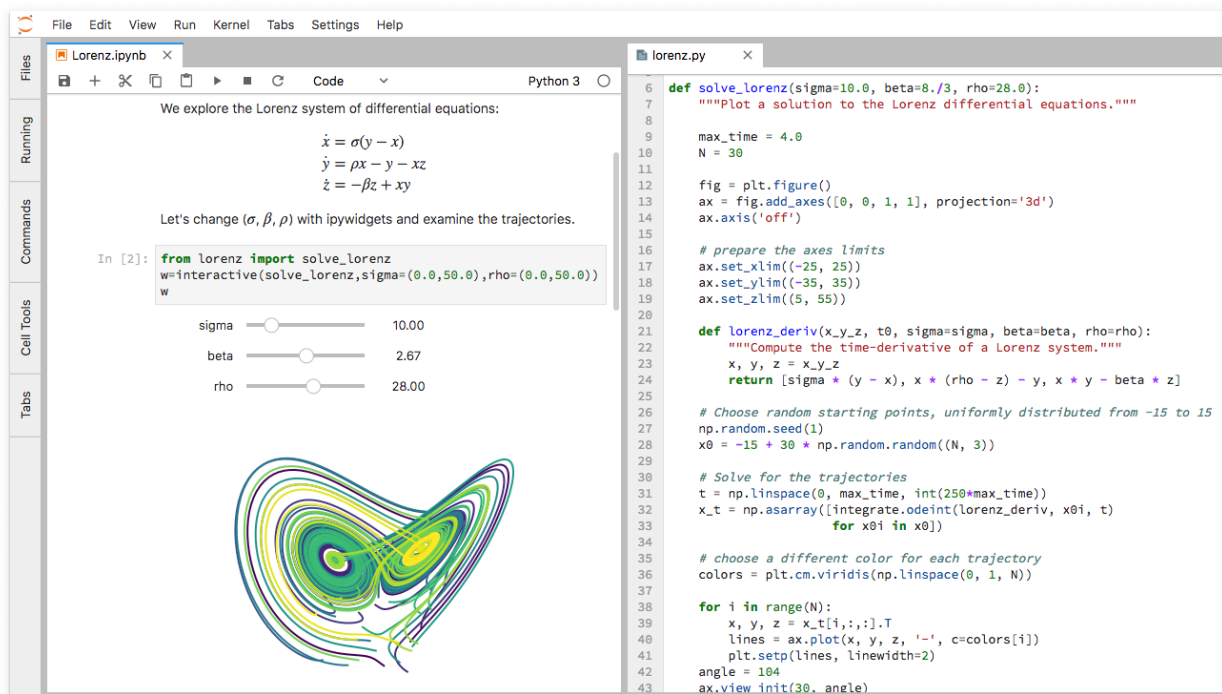 File Edit View Run Kernel Tabs Settings Help
Files
Running
Commands
Cell Tools
Tabs
Lorenz.ipynb ×
Code
Python 3
We explore the Lorenz system of differential equations:
ẋ = σ(y − x)
ẏ = ρx − y − xz
ż = −βz + xy
Let's change (σ, β, ρ) with ipywidgets and examine the trajectories.
In [2]: from lorenz import solve_lorenz
w=interactive(solve_lorenz,sigma=(0.0,50.0),rho=(0.0,50.0))
w
sigma 10.00
beta 2.67
rho 28.00
lorenz.py ×
6 def solve_lorenz(sigma=10.0, beta=8./3, rho=28.0):
7     """Plot a solution to the Lorenz differential equations."""
8
9     max_time = 4.0
10     N = 30
11
12     fig = plt.figure()
13     ax = fig.add_axes([0, 0, 1, 1], projection='3d')
14     ax.axis('off')
15
16     # prepare the axes limits
17     ax.set_xlim((-25, 25))
18     ax.set_ylim((-35, 35))
19     ax.set_zlim((5, 55))
20
21     def lorenz_deriv(x_y_z, t0, sigma=sigma, beta=beta, rho=rho):
22         """Compute the time-derivative of a Lorenz system."""
23         x, y, z = x_y_z
24         return [sigma * (y - x), x * (rho - z) - y, x * y - beta * z]
25
26     # Choose random starting points, uniformly distributed from -15 to 15
27     np.random.seed(1)
28     x0 = -15 + 30 * np.random.random((N, 3))
29
30     # Solve for the trajectories
31     t = np.linspace(0, max_time, int(250*max_time))
32     x_t = np.asarray([integrate.odeint(lorenz_deriv, x0i, t)
33                       for x0i in x0])
34
35     # choose a different color for each trajectory
36     colors = plt.cm.viridis(np.linspace(0, 1, N))
37
38     for i in range(N):
39         x, y, z = x_t[i,:,:].T
40         lines = ax.plot(x, y, z, '-', c=colors[i])
41         plt.setp(lines, linewidth=2)
42     angle = 104
43     ax.view_init(30, angle)